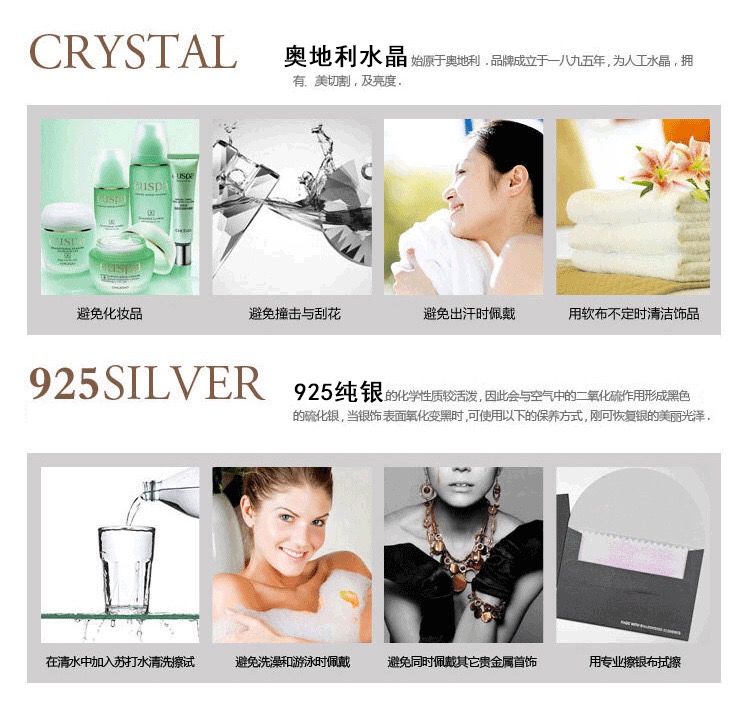 CRYSTAL
奥地利水晶 始原于奥地利 . 品牌成立于一八九五年 , 为人工水晶 , 拥
有、美切割 , 及亮度 .
euspa
euspa
euspa
euspa
euspa
避免化妆品
避免撞击与刮花
避免出汗时佩戴
用软布不定时清洁饰品
925SILVER
925纯银 的化学性质较活泼 , 因此会与空气中的二氧化硫作用形成黑色
的硫化银 , 当银饰 表面氧化变黑时 , 可使用以下的保养方式 , 刚可恢复银的美丽光泽 .
在清水中加入苏打水清洗擦试
避免洗澡和游泳时佩戴
避免同时佩戴其它贵金属首饰
用专业擦银布拭擦